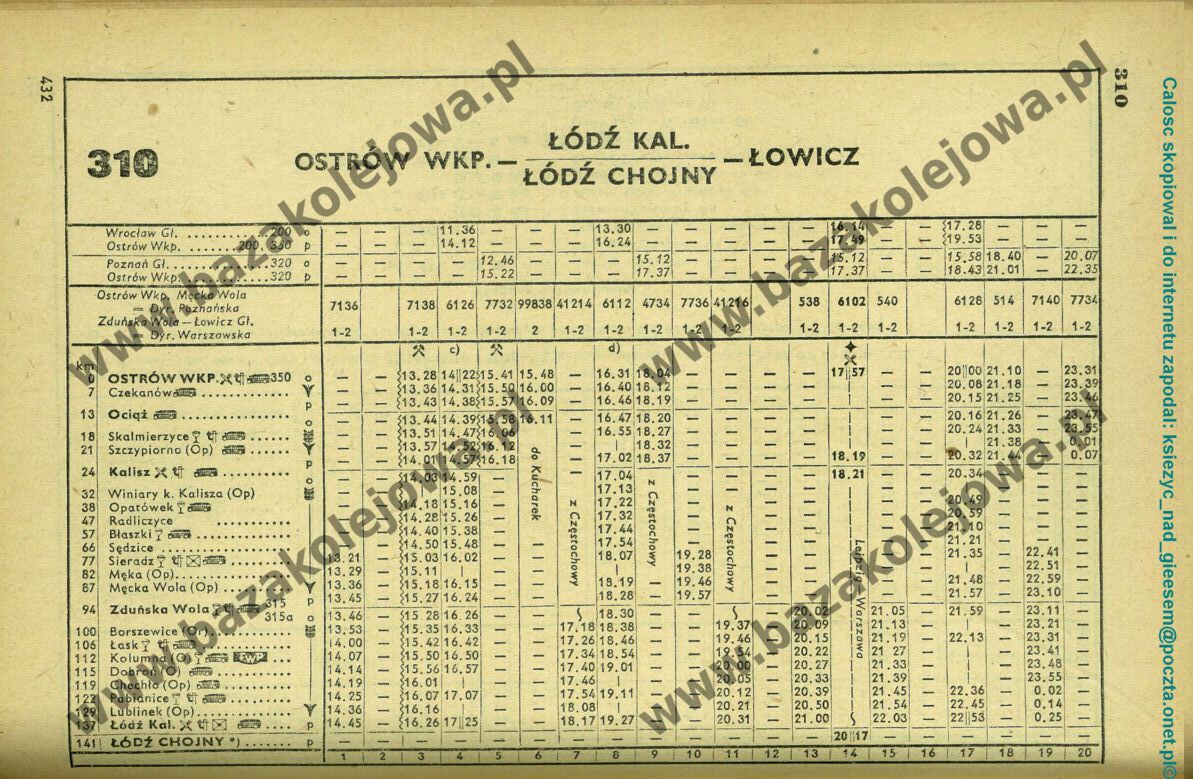 432
310
310
OSTRÓW WKP. — ŁÓDŹ KAL. — ŁOWICZ
ŁÓDŹ CHOJNY
Wrocław Gł. 200 o — — — 11.36 — — — 13.30 — — — — — 16.14 — — 17.28 — — —
Ostrów Wkp. 200, p — — — 14.12 — — — 16.24 — — — — — 17.49 — — 19.53 — — —
Poznań Gł. 320 o — — — — 12.46 — — — 15.12 — — — — 15.12 — — 15.58 18.40 — 20.07
Ostrów Wkp. 320 p — — — — 15.22 — — — 17.37 — — — — 17.37 — — 18.43 21.01 — 22.35
Ostrów Wkp. Męcka Wola
= Dyr. Poznańska
Zduńska Wola — Łowicz Gł.
= Dyr. Warszawska
7136 7138 6126 7732 99838 41214 6112 4734 7736 41216 538 6102 540 6128 514 7140 7734
1-2 1-2 1-2 1-2 2 1-2 1-2 1-2 1-2 1-2 1-2 1-2 1-2 1-2 1-2 1-2 1-2
c) d)
km
0 OSTRÓW WKP. 350 o — — 13.28 14 22 15.41 15.48 — 16.31 18.04 — — — — 17 57 — — 20 00 21.10 — 23.31
7 Czekanów — — 13.36 14.31 15.50 16.00 — 16.40 18.12 — — — — — — 20.08 21.18 — 23.39
13 Ociąż p — — 13.43 14.38 15.57 16.09 — 16.46 18.19 — — — — — — 20.15 21.25 — 23.46
o — — 13.44 14.39 15.58 16.11 — 16.47 18.20 — — — — — — 20.16 21.26 — 23.47
18 Skalmierzyce — — 13.51 14.47 16.06 — 16.55 18.27 — — — — — — 20.24 21.33 — 23.55
21 Szczypiorno (Op) — — 13.57 14.52 16.12 — 18.32 — — — — — — 21.38 — 0.01
24 Kalisz p — — 14.01 14.57 16.18 — 17.02 18.37 — — — — 18.19 — — 20.32 21.44 — 0.07
o — — 14.03 14.59 — 17.04 — — — — 18.21 — — 20.34 — — —
32 Winiary k. Kalisza (Op) — — 15.08 — 17.13
38 Opatówek — — 14.18 15.16 — 17.22 20.49
47 Radliczyce — — 14.28 15.26 — 17.32 20.59
57 Błaszki — — 14.40 15.38 — 17.44 21.10
66 Sędzice — — 14.50 15.48 — 17.54 21.21
77 Sieradz 13.21 — 15.03 16.02 — 18.07 19.28 21.35 22.41
82 Męka (Op) 13.29 — 15.11 19.38 22.51
87 Męcka Wola (Op) 13.36 — 15.18 16.15 18.19 19.46 21.48 22.59
94 Zduńska Wola 315 p 13.45 — 15.27 16.24 18.28 19.57 21.57 23.10
315a o 13.46 — 15.28 16.26 18.30 20.02 21.05 21.59 23.11
100 Borszewice (Op) 13.53 — 15.35 16.33 17.18 18.38 19.37 20.09 21.13 23.21
106 Łask 14.00 — 15.42 16.42 17.26 18.46 19.46 20.15 21.19 22.13 23.31
112 Kolumna 14.07 — 15.50 16.50 17.34 18.54 19.54 20.22 21 27 23.41
115 Dobroń (Op) 14.14 — 15.56 16.57 17.40 19.01 20.00 20.27 21.33 23.48
119 Chechło (Op) 14.19 — 16.01 17.46 20.05 20.33 21.39 23.55
123 Pabianice 14.25 — 16.07 17.07 17.54 19.11 20.12 20.39 21.45 22.36 0.02
129 Lublinek (Op) 14.36 — 16.16 18.08 20.21 20.50 21.54 22.45 0.14
137 Łódź Kal. p 14.45 — 16.26 17 25 18.17 19.27 20.31 21.00 22.03 22 53 0.25
141 ŁÓDŹ CHOJNY *) p 20 17
do Kucharek
z Częstochowy
z Częstochowy
z Częstochowy
Leipzig Warszawa
1 2 3 4 5 6 7 8 9 10 11 12 13 14 15 16 17 18 19 20
www.bazakolejowa.pl
www.bazakolejowa.pl
www.bazakolejowa.pl
www.bazakolejowa.pl
Calosc skopiowal i do internetu zapodal: ksiezyc_nad_gieesem@poczta.onet.pl©